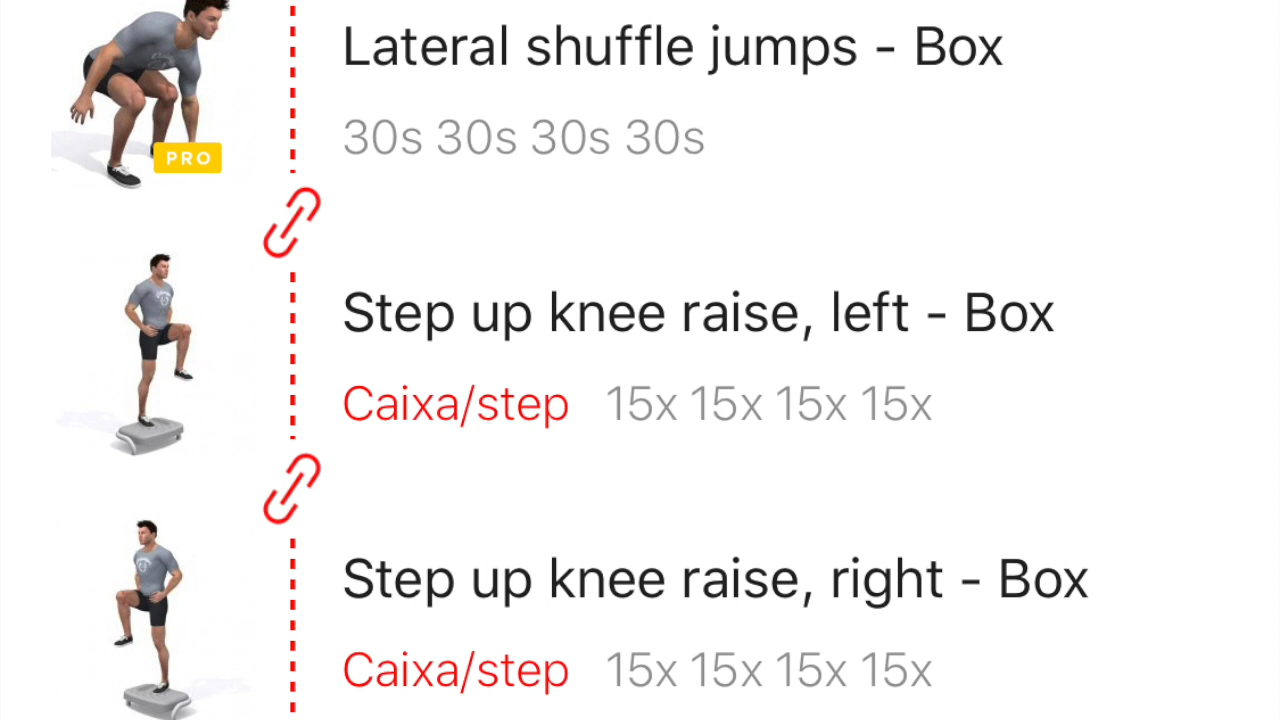 Lateral shuffle jumps - Box
30s 30s 30s 30s
PRO
Step up knee raise, left - Box
Caixa/step 15x 15x 15x 15x
Step up knee raise, right - Box
Caixa/step 15x 15x 15x 15x